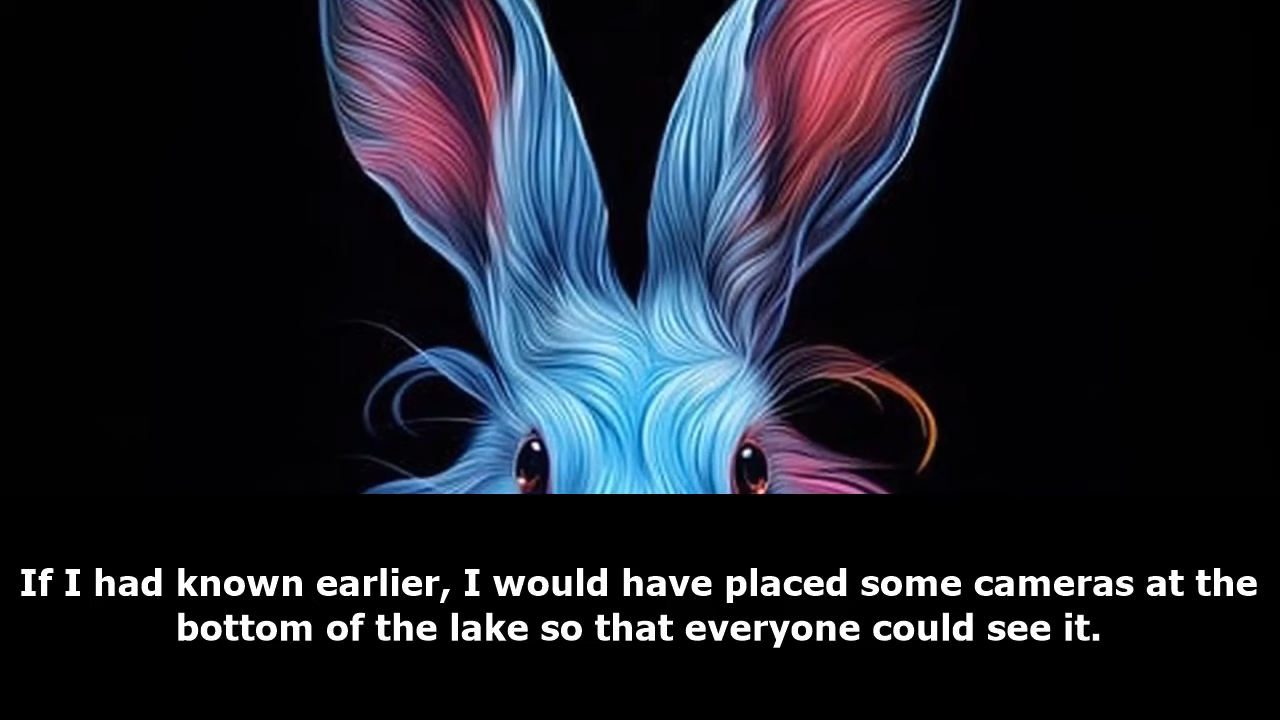 If I had known earlier, I would have placed some cameras at the
bottom of the lake so that everyone could see it.